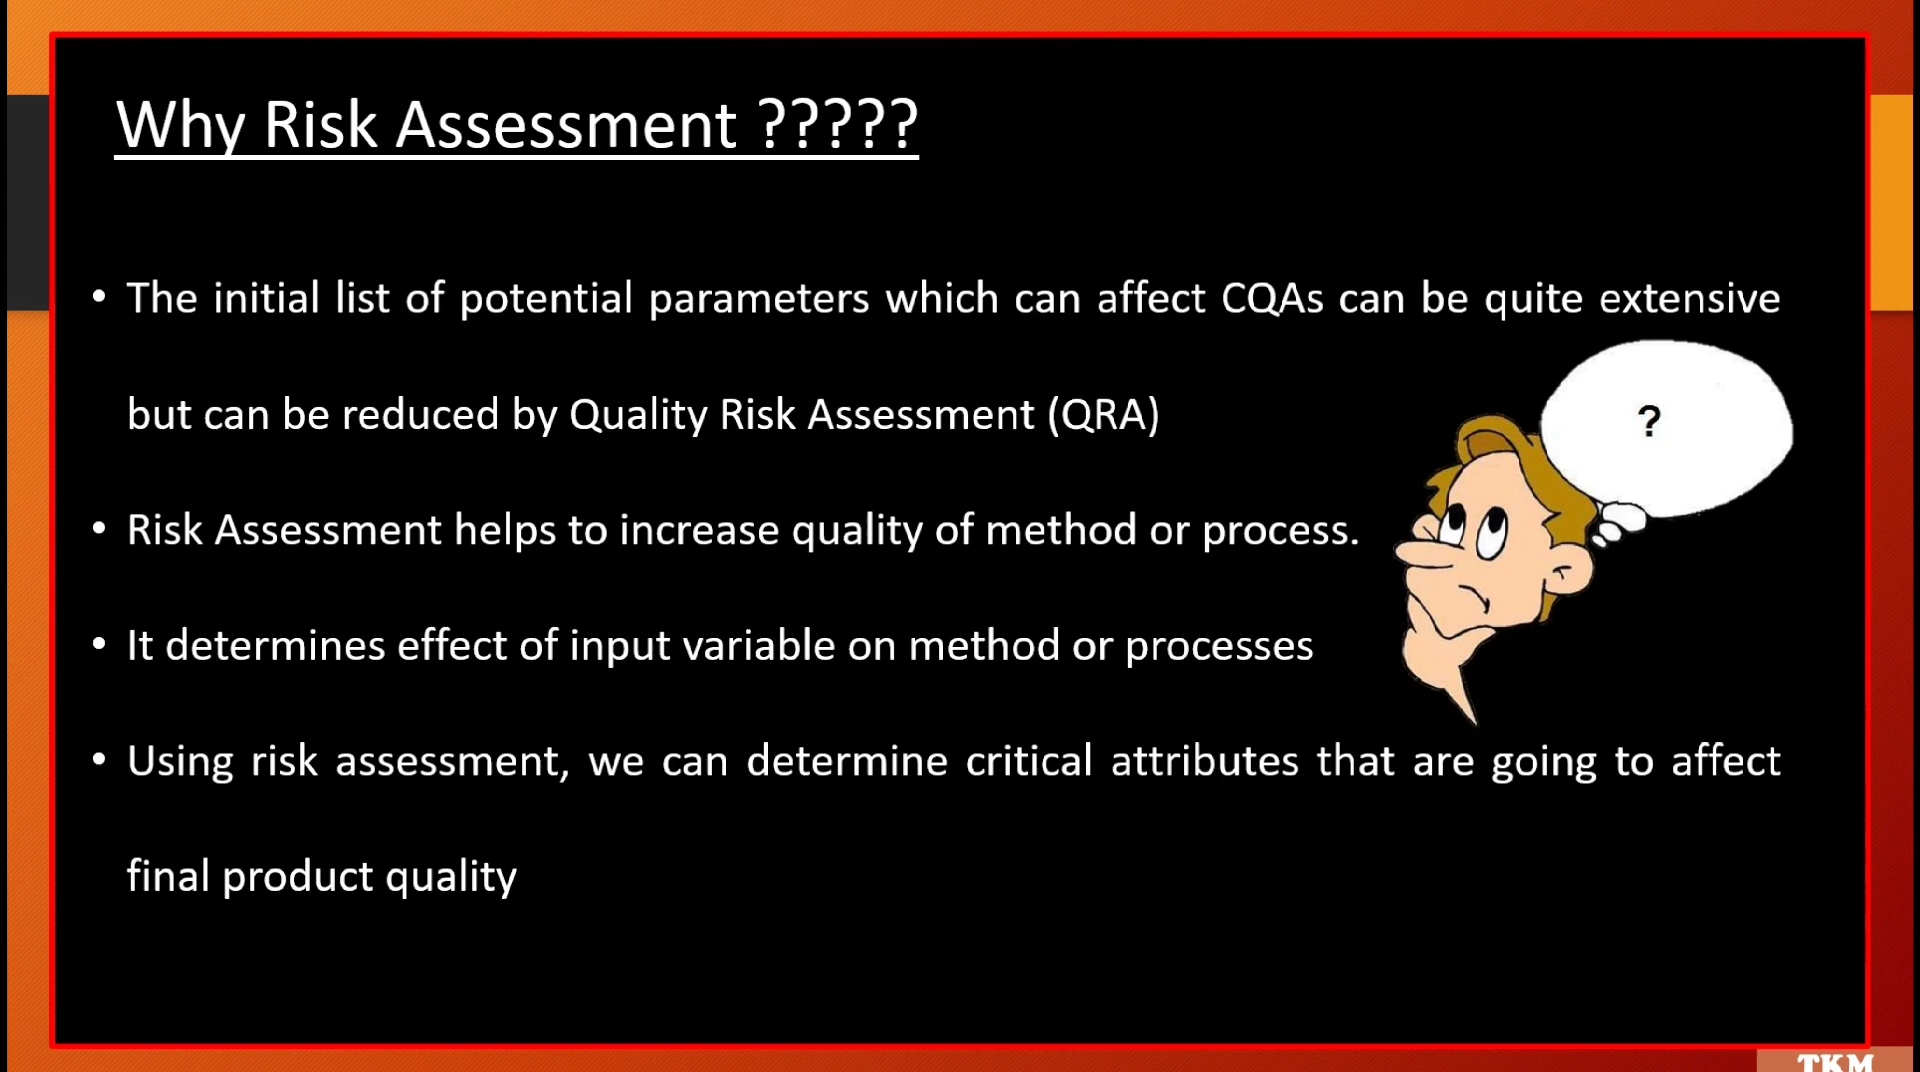 Why Risk Assessment ?????
• The initial list of potential parameters which can affect CQAs can be quite extensive
but can be reduced by Quality Risk Assessment (QRA)
?
• Risk Assessment helps to increase quality of method or process.
• It determines effect of input variable on method or processes
• Using risk assessment, we can determine critical attributes that are going to affect
final product quality
TKM